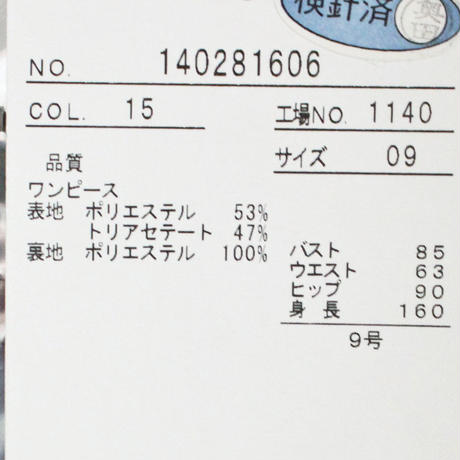 検針済
奥田
NO. 140281606
COL. 15
工場NO. 1140
サイズ 09
品質
ワンピース
表地 ポリエステル 53%
トリアセテート 47%
裏地 ポリエステル 100%
バスト 85
ウエスト 63
ヒップ 90
身 長 160
9号